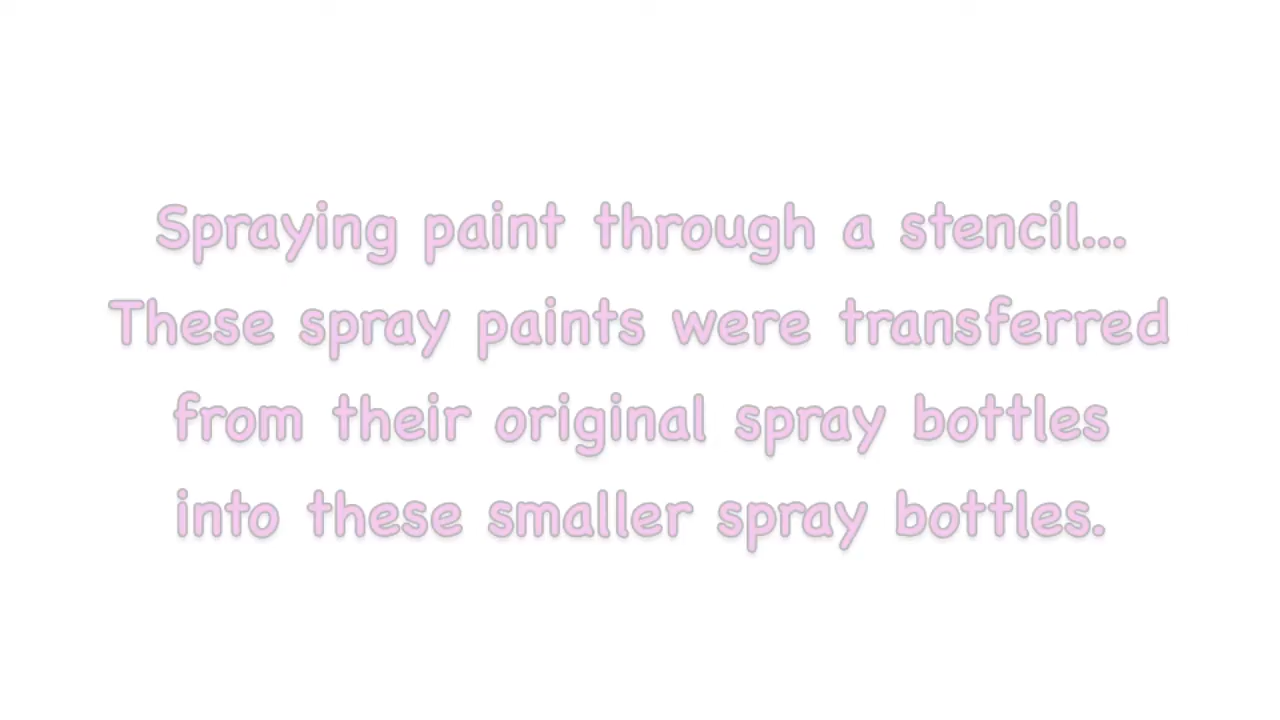 Spraying paint through a stencil...
These spray paints were transferred
from their original spray bottles
into these smaller spray bottles.